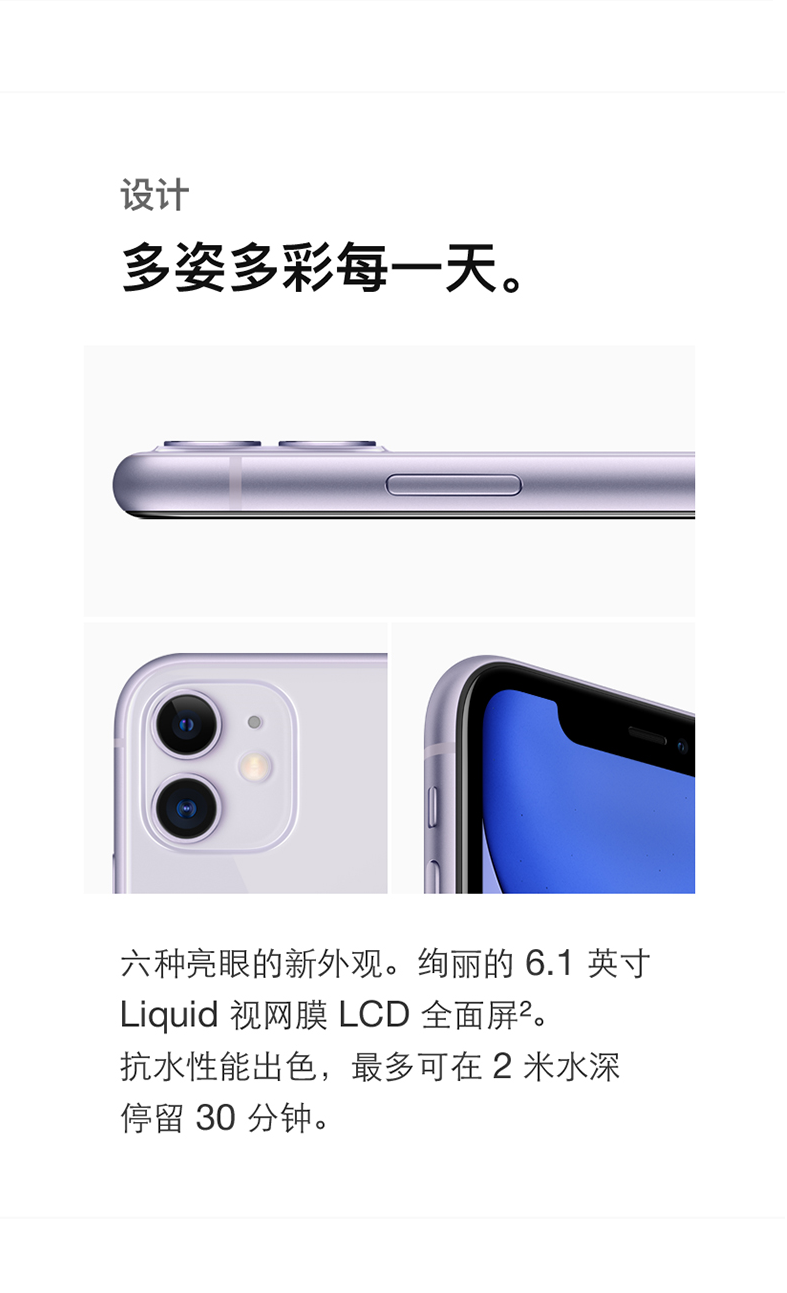 设计
多姿多彩每一天。
六种亮眼的新外观。绚丽的 6.1 英寸
Liquid 视网膜 LCD 全面屏²。
抗水性能出色，最多可在 2 米水深
停留 30 分钟。